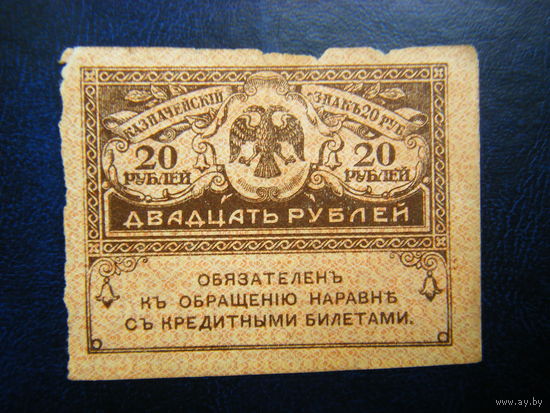 КАЗНАЧЕЙСКІЙ ЗНАКЪ 20 РУБ.
20 РУБЛЕЙ 20 РУБЛЕЙ
ДВАДЦАТЬ РУБЛЕЙ
ОБЯЗАТЕЛЕНЪ
КЪ ОБРАЩЕНІЮ НАРАВНѢ
СЪ КРЕДИТНЫМИ БИЛЕТАМИ.
www.ay.by